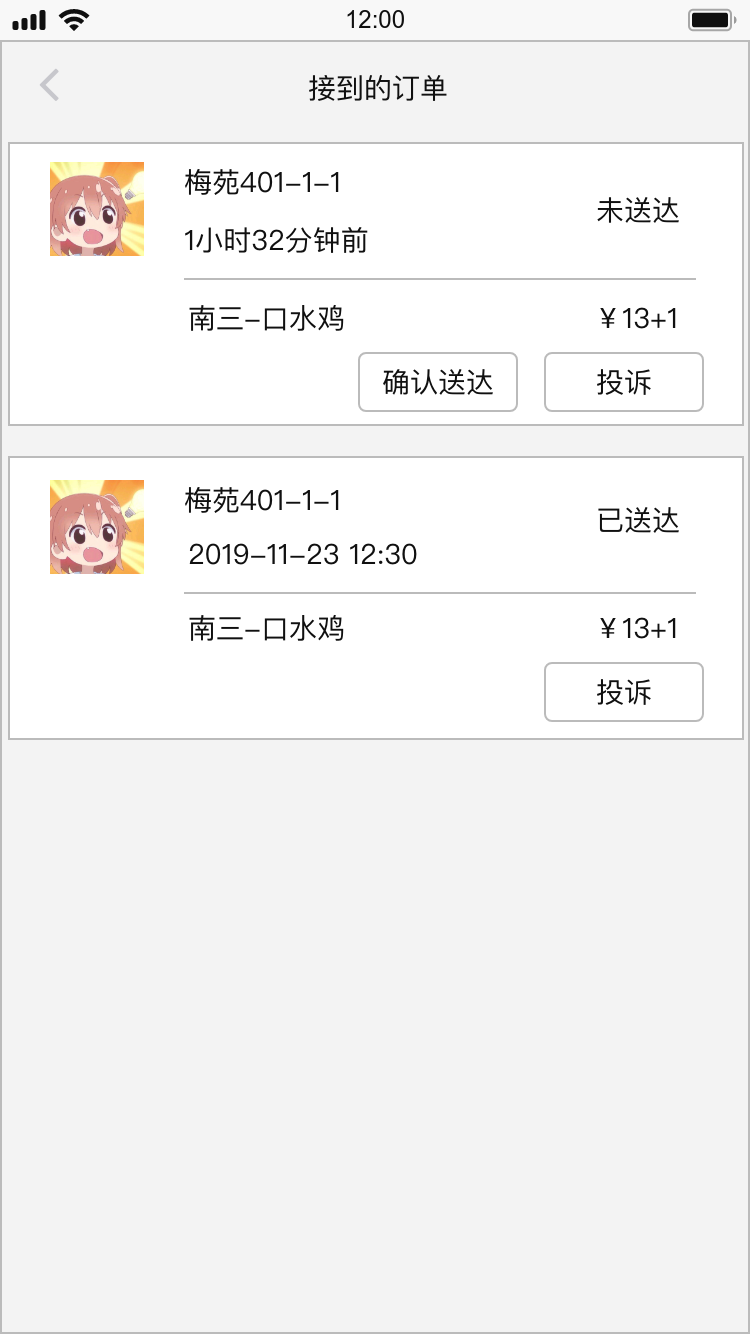 12:00
接到的订单
梅苑401-1-1
未送达
1小时32分钟前
南三-口水鸡
￥13+1
确认送达
投诉
梅苑401-1-1
已送达
2019-11-23 12:30
南三-口水鸡
￥13+1
投诉